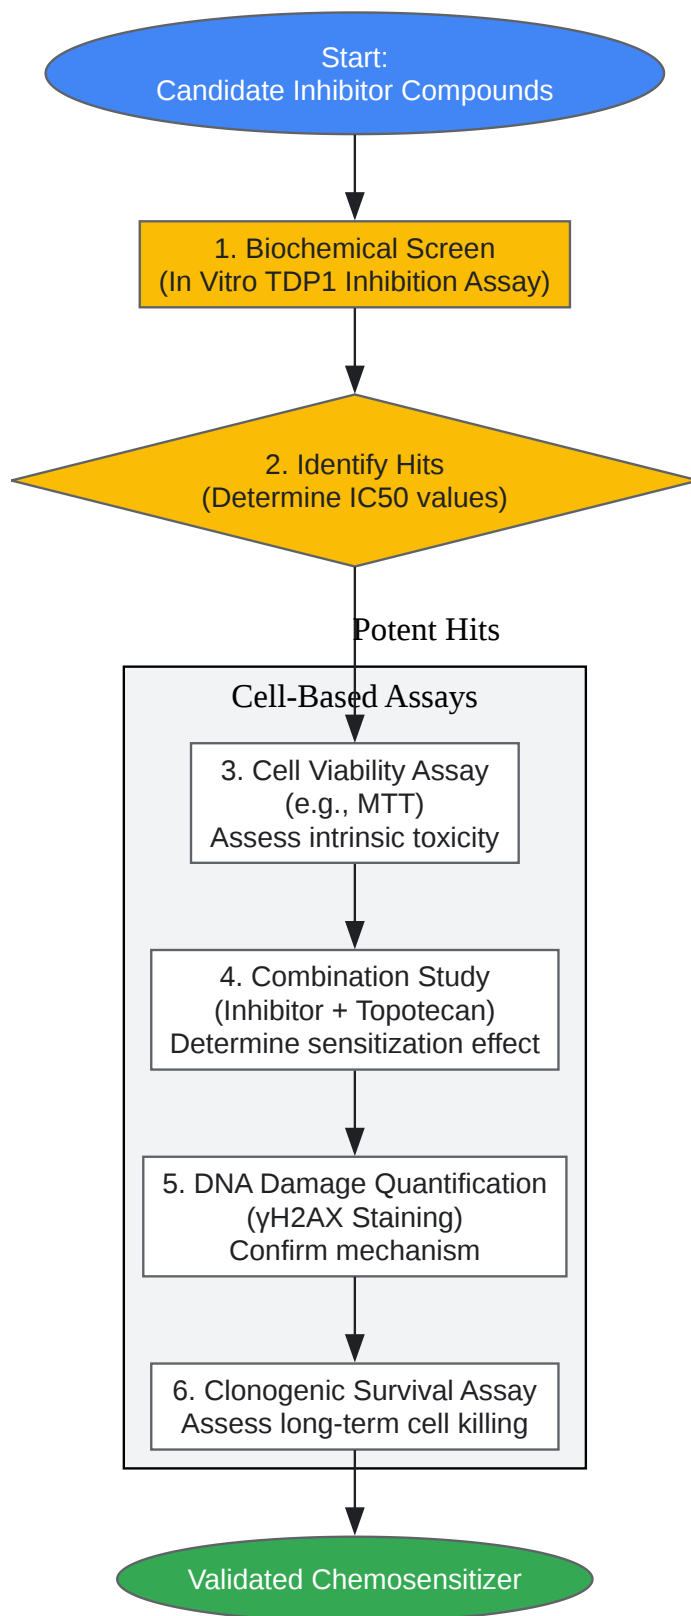 Start:
Candidate Inhibitor Compounds
1. Biochemical Screen
(In Vitro TDP1 Inhibition Assay)
2. Identify Hits
(Determine IC50 values)
Potent Hits
Cell-Based Assays
3. Cell Viability Assay
(e.g., MTT)
Assess intrinsic toxicity
4. Combination Study
(Inhibitor + Topotecan)
Determine sensitization effect
5. DNA Damage Quantification
(γH2AX Staining)
Confirm mechanism
6. Clonogenic Survival Assay
Assess long-term cell killing
Validated Chemosensitizer